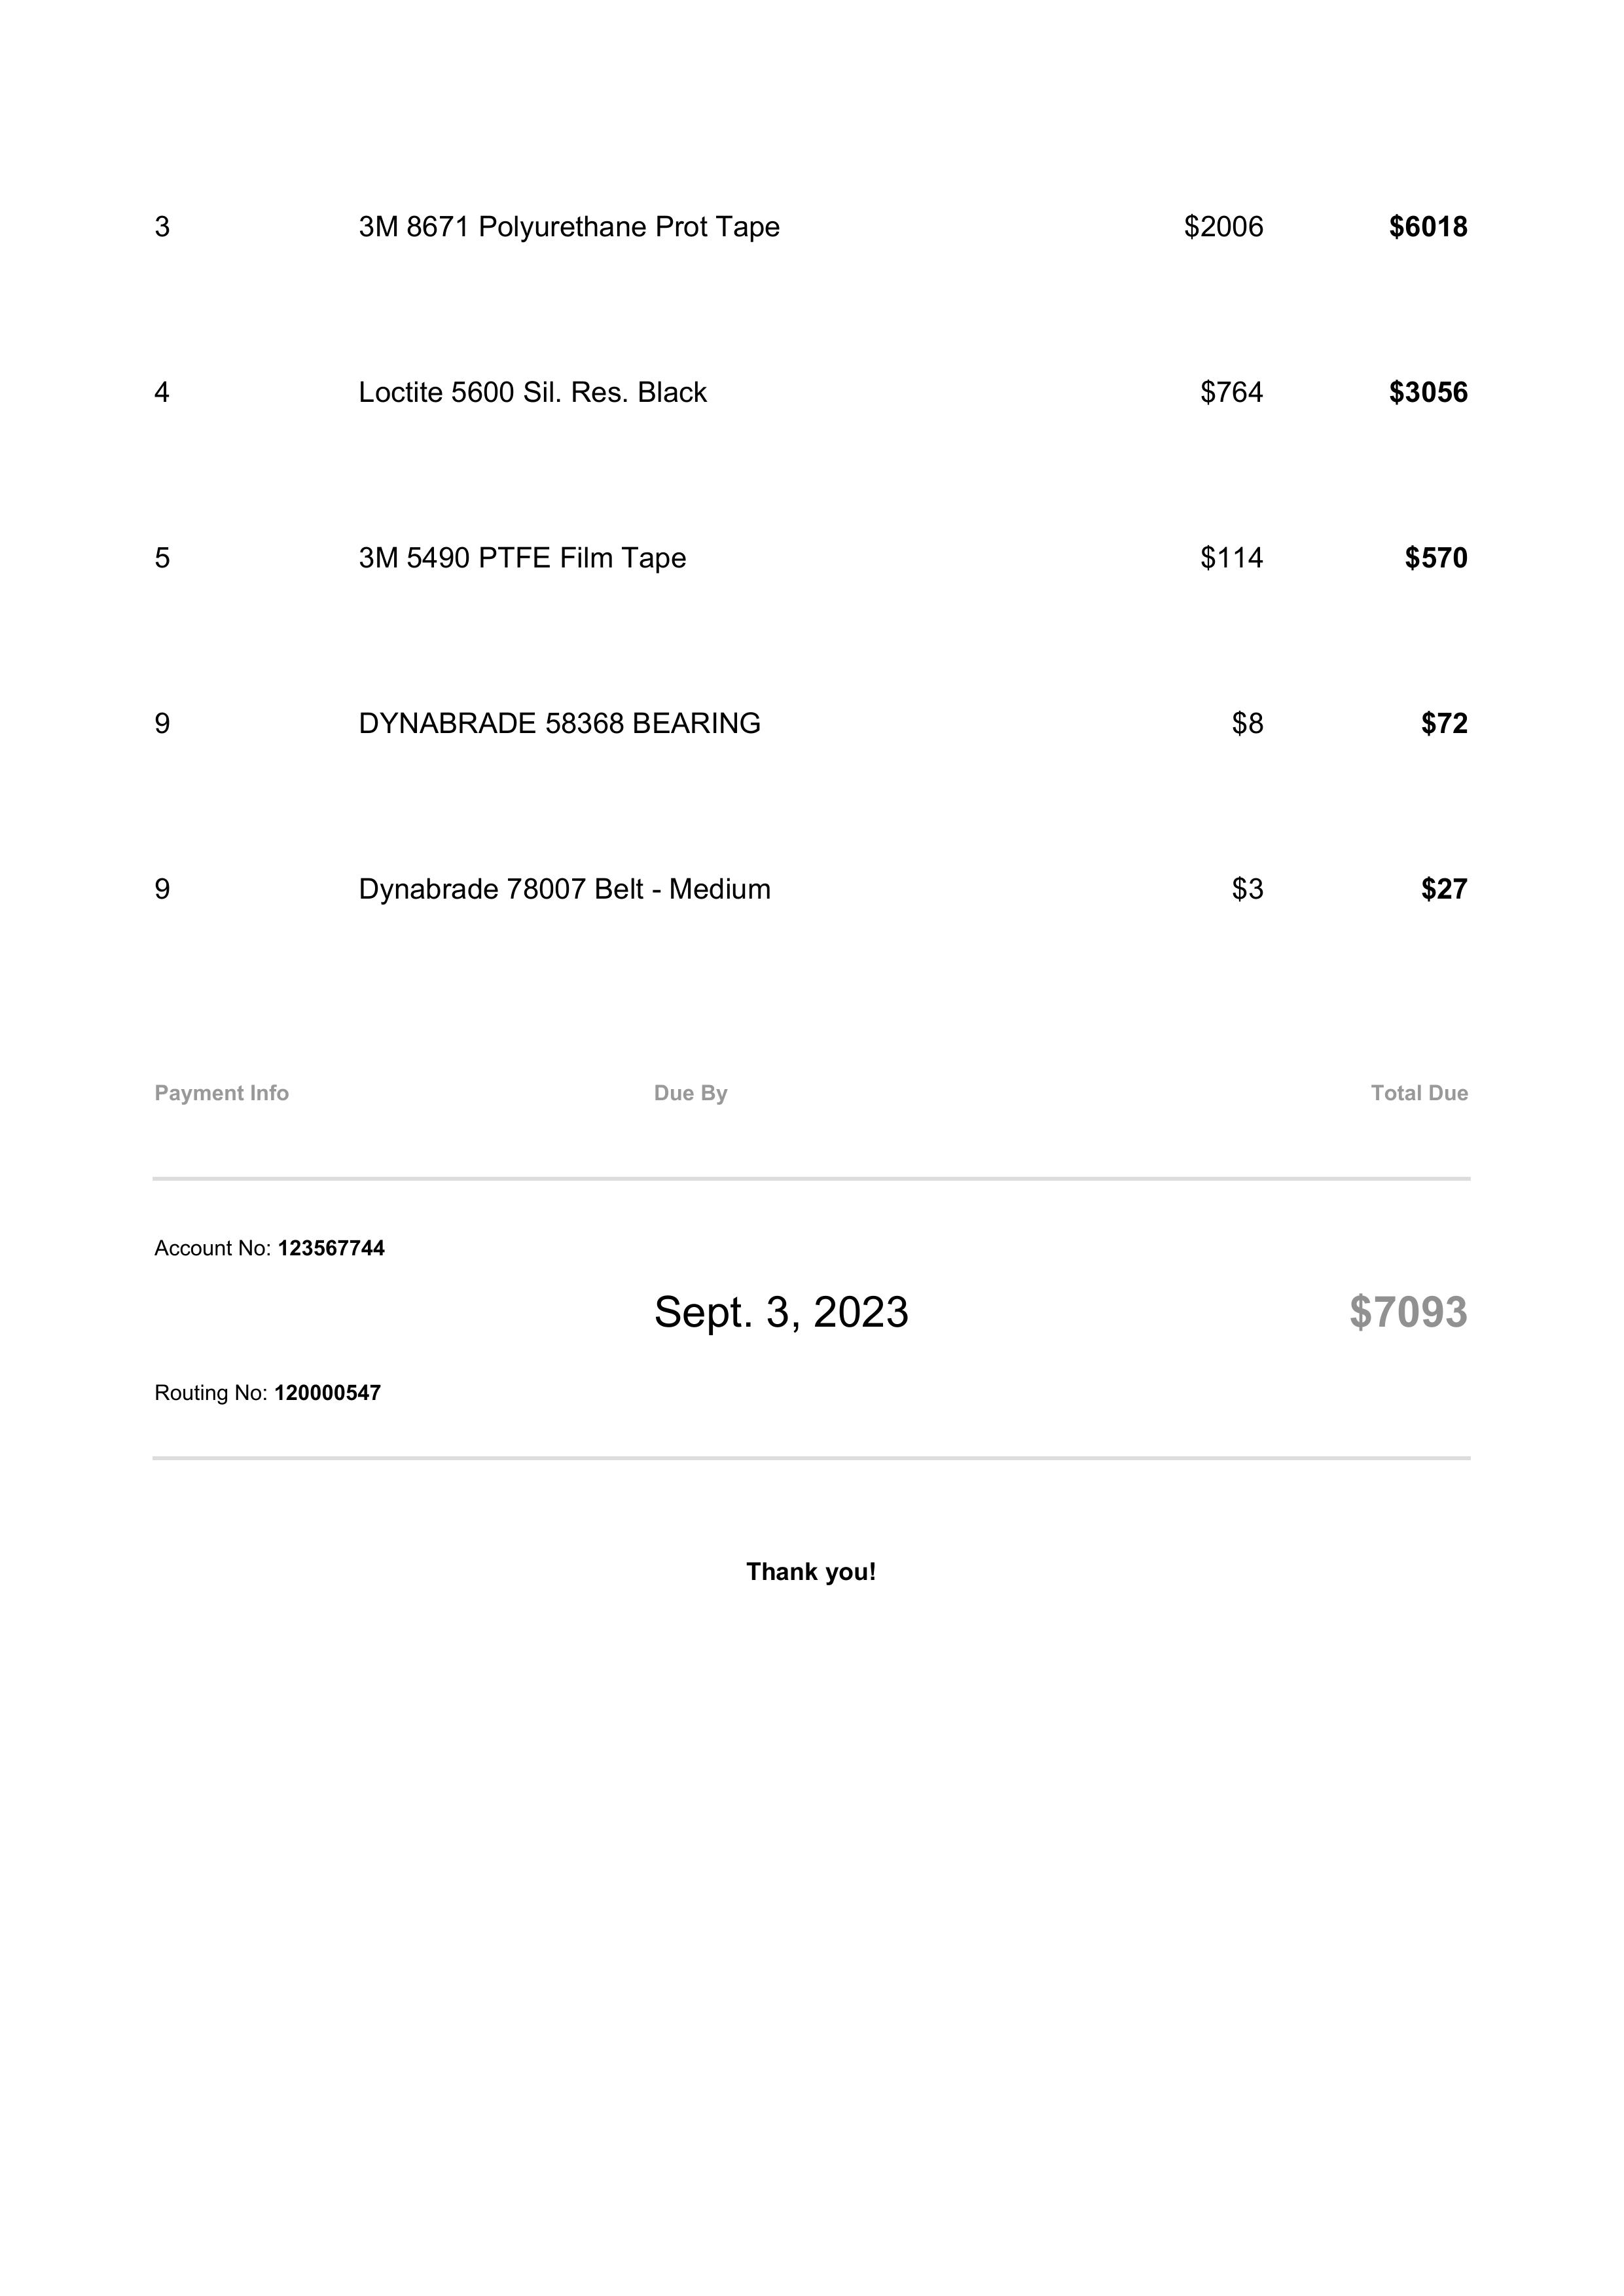 3 3M 8671 Polyurethane Prot Tape $2006 $6018
4 Loctite 5600 Sil. Res. Black $764 $3056
5 3M 5490 PTFE Film Tape $114 $570
9 DYNABRADE 58368 BEARING $8 $72
9 Dynabrade 78007 Belt - Medium $3 $27
Payment Info Due By Total Due
Account No: 123567744
Sept. 3, 2023 $7093
Routing No: 120000547
Thank you!